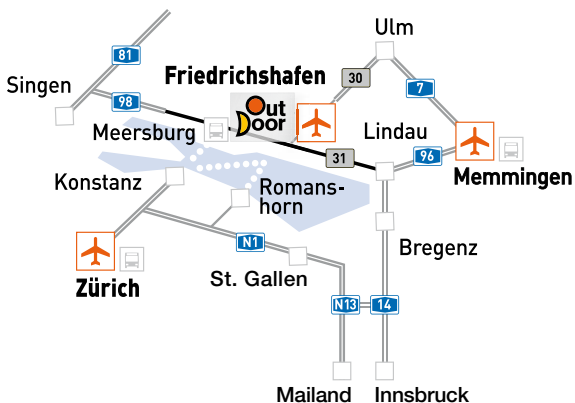 Ulm
81
Singen
Friedrichshafen
30
7
98
Out
Door
Meersburg
Lindau
31
96
Memmingen
Konstanz
Romans-
horn
N1
Bregenz
St. Gallen
Zürich
N13
14
Mailand
Innsbruck